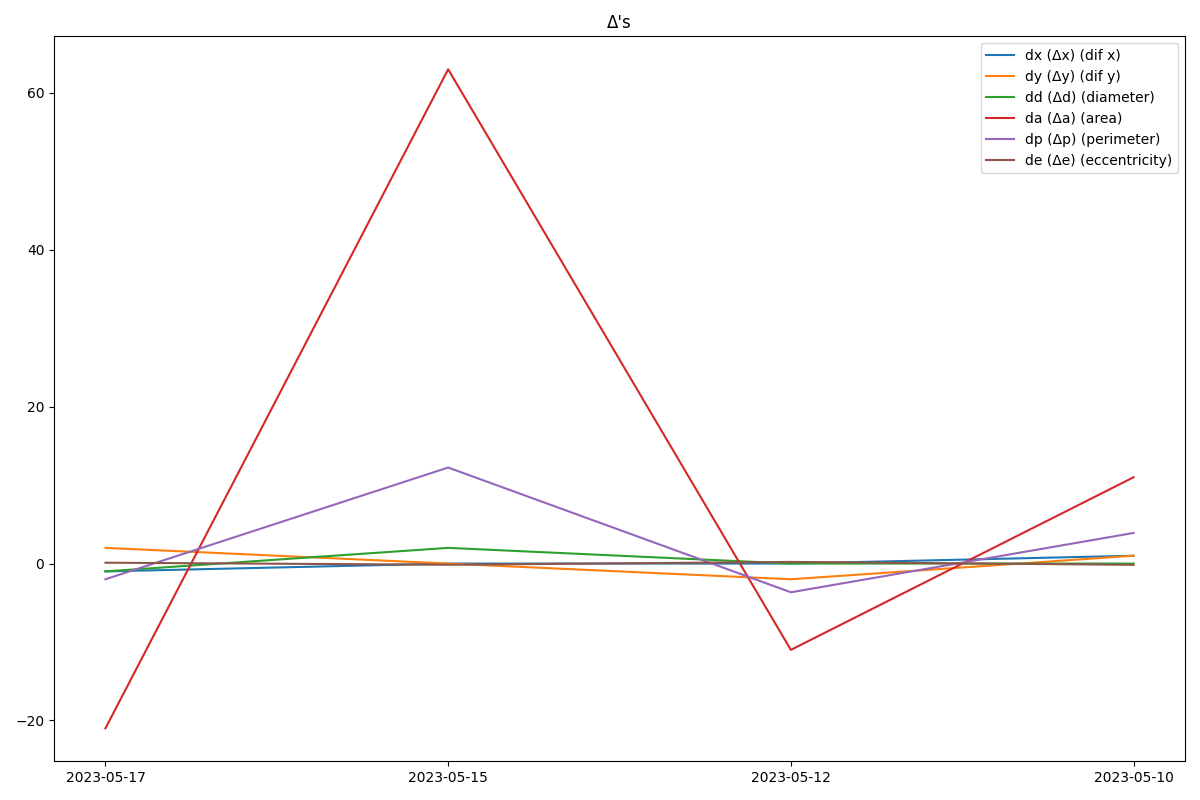 Δ's
dx (Δx) (dif x)
dy (Δy) (dif y)
dd (Δd) (diameter)
da (Δa) (area)
dp (Δp) (perimeter)
de (Δe) (eccentricity)
60
40
20
0
−20
2023-05-17
2023-05-15
2023-05-12
2023-05-10